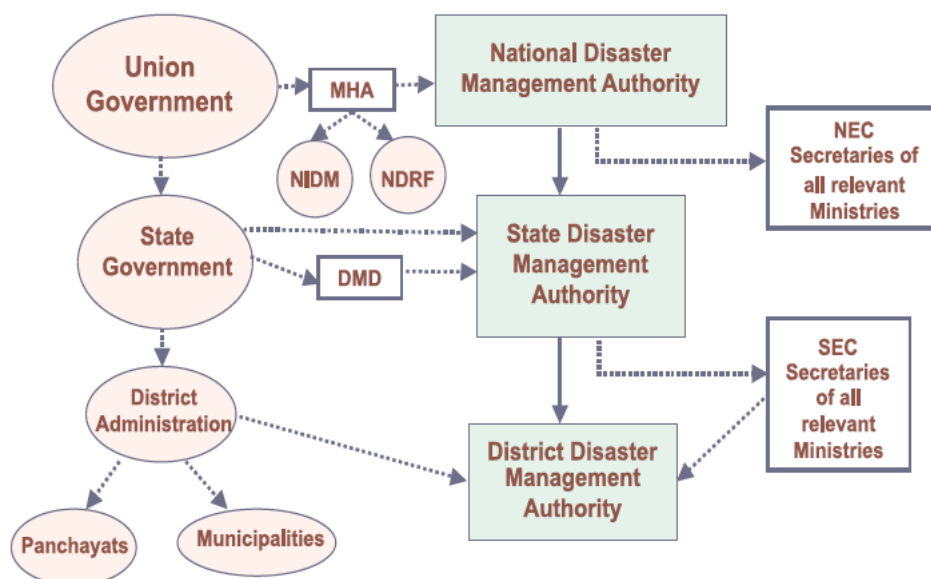 Union
Government
MHA
National Disaster
Management Authority
NIDM
NDRF
NEC
Secretaries of
all relevant
Ministries
State
Government
DMD
State Disaster
Management
Authority
SEC
Secretaries
of all
relevant
Ministries
District
Administration
District Disaster
Management
Authority
Panchayats
Municipalities